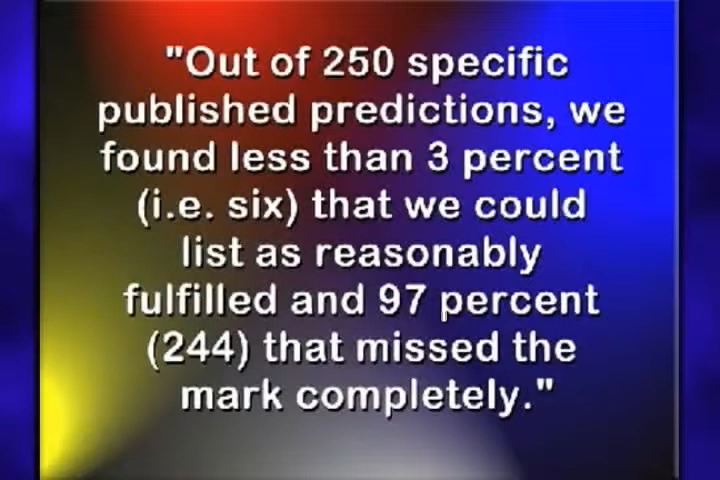 "Out of 250 specific
published predictions, we
found less than 3 percent
(i.e. six) that we could
list as reasonably
fulfilled and 97 percent
(244) that missed the
mark completely."